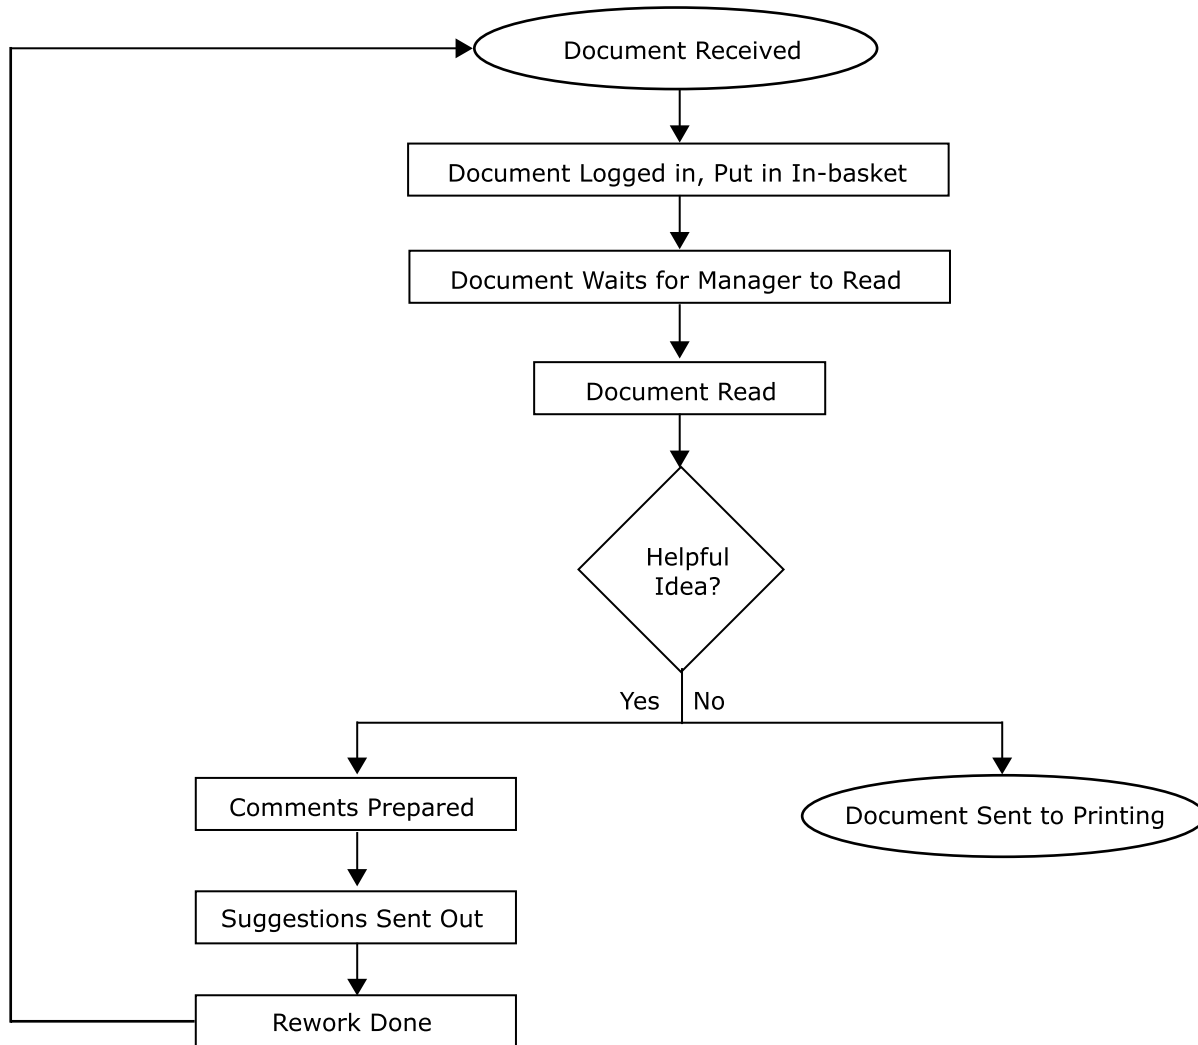 Document Received
Document Logged in, Put in In-basket
Document Waits for Manager to Read
Document Read
Helpful
Idea?
Yes
No
Comments Prepared
Document Sent to Printing
Suggestions Sent Out
Rework Done